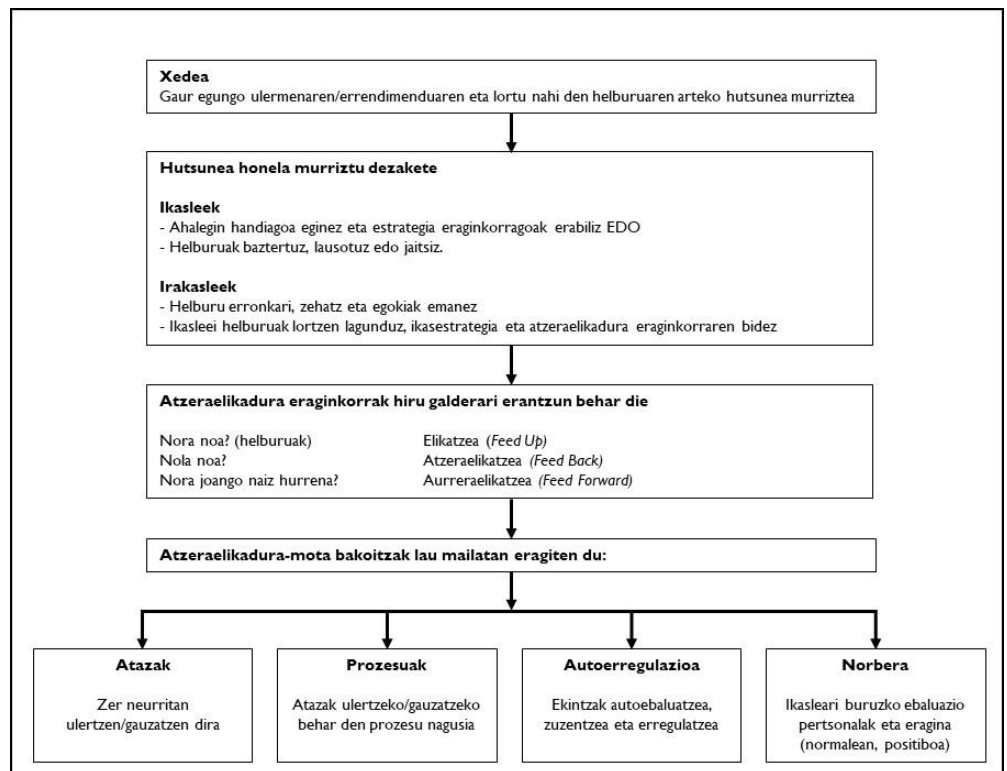 Xedea
Gaur egungo ulermenaren/errendimenduaren eta lortu nahi den helburuaren arteko hutsunea murriztea
Hutsunea honela murriztu dezakete
Ikasleek
- Ahalegin handiagoa eginez eta estrategia eraginkorragoak erabiliz EDO
- Helburuak baztertuz, lausotuz edo jaitsiz.
Irakasleek
- Helburu erronkari, zehatz eta egokiak emanez
- Ikasleei helburuak lortzen lagunduz, ikasestrategia eta atzeraelikadura eraginkorraren bidez
Atzeraelikadura eraginkorrak hiru galderari erantzun behar die
Nora noa? (helburuak) Elikatzea (Feed Up)
Nola noa? Atzeraelikatzea (Feed Back)
Nora joango naiz hurrena? Aurreraelikatzea (Feed Forward)
Atzeraelikadura-mota bakoitzak lau mailatan eragiten du:
Atazak
Zer neurritan
ulertzen/gauzatzen dira
Prozesuak
Atazak ulertzeko/gauzatzeko
behar den prozesu nagusia
Autoerregulazioa
Ekintzak autoebaluatzea,
zuzentzea eta erregulatzea
Norbera
Ikasleari buruzko ebaluazio
pertsonalak eta eragina
(normalean, positiboa)